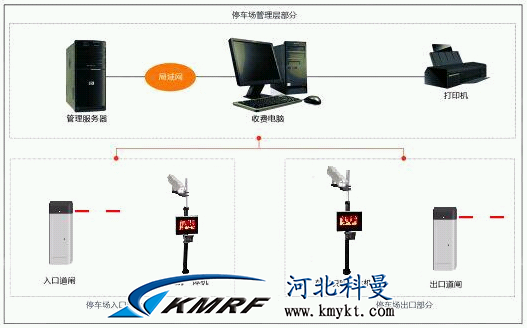 停车场管理层部分
局域网
管理服务器
收费电脑
打印机
入口道闸
出口道闸
停车场入口
停车场出口部分
KMRF
河北科曼
www.kmykt.com